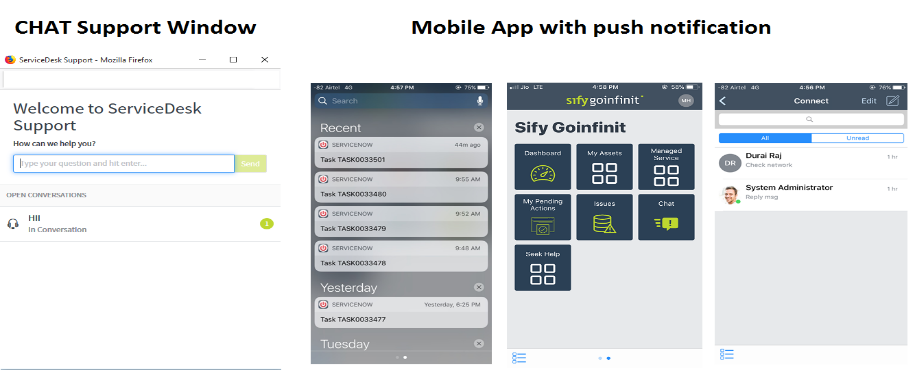 CHAT Support Window
Mobile App with push notification
ServiceDesk Support - Mozilla Firefox
Welcome to ServiceDesk
Support
How can we help you?
Type your question and hit enter...
Send
OPEN CONVERSATIONS
HII
In Conversation
-82 Airtel 4G 4:57 PM 75%
Search
Recent
SERVICENOW 44m ago
Task TASK0033501
SERVICENOW 9:55 AM
Task TASK0033480
SERVICENOW 9:52 AM
Task TASK0033479
SERVICENOW 9:48 AM
Task TASK0033478
Yesterday
SERVICENOW Yesterday, 6:25 PM
Task TASK0033477
Tuesday
Jio LTE 4:58 PM 56%
sify goinfinit
MH
Sify Goinfinit
Dashboard
My Assets
Managed
Service
My Pending
Actions
Issues
Chat
Seek Help
-82 Airtel 4G 4:56 PM 76%
Connect
Edit
All
Unread
DR
Durai Raj 1 hr
Check network
System Administrator 1 hr
Reply msg